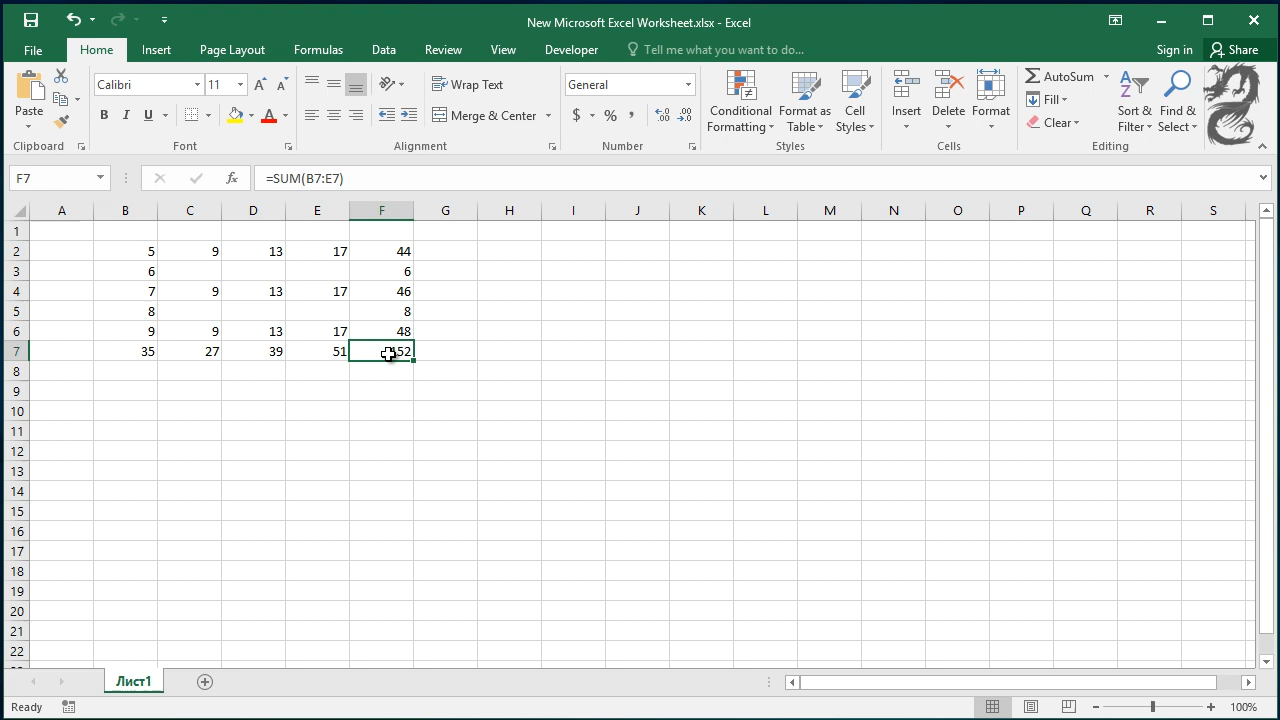 New Microsoft Excel Worksheet.xlsx - Excel
File Home Insert Page Layout Formulas Data Review View Developer Tell me what you want to do... Sign in Share
Paste Calibri 11 Wrap Text General Conditional Formatting Format as Table Cell Styles Insert Delete Format AutoSum Fill Clear Sort & Filter Find & Select
B I U A Merge & Center $ % ,
Clipboard Font Alignment Number Styles Cells Editing
F7 fx =SUM(B7:E7)
A B C D E F G H I J K L M N O P Q R S
1
2 5 9 13 17 44
3 6 6
4 7 9 13 17 46
5 8 8
6 9 9 13 17 48
7 35 27 39 51
8
9
10
11
12
13
14
15
16
17
18
19
20
21
22
Лист1
Ready 100%